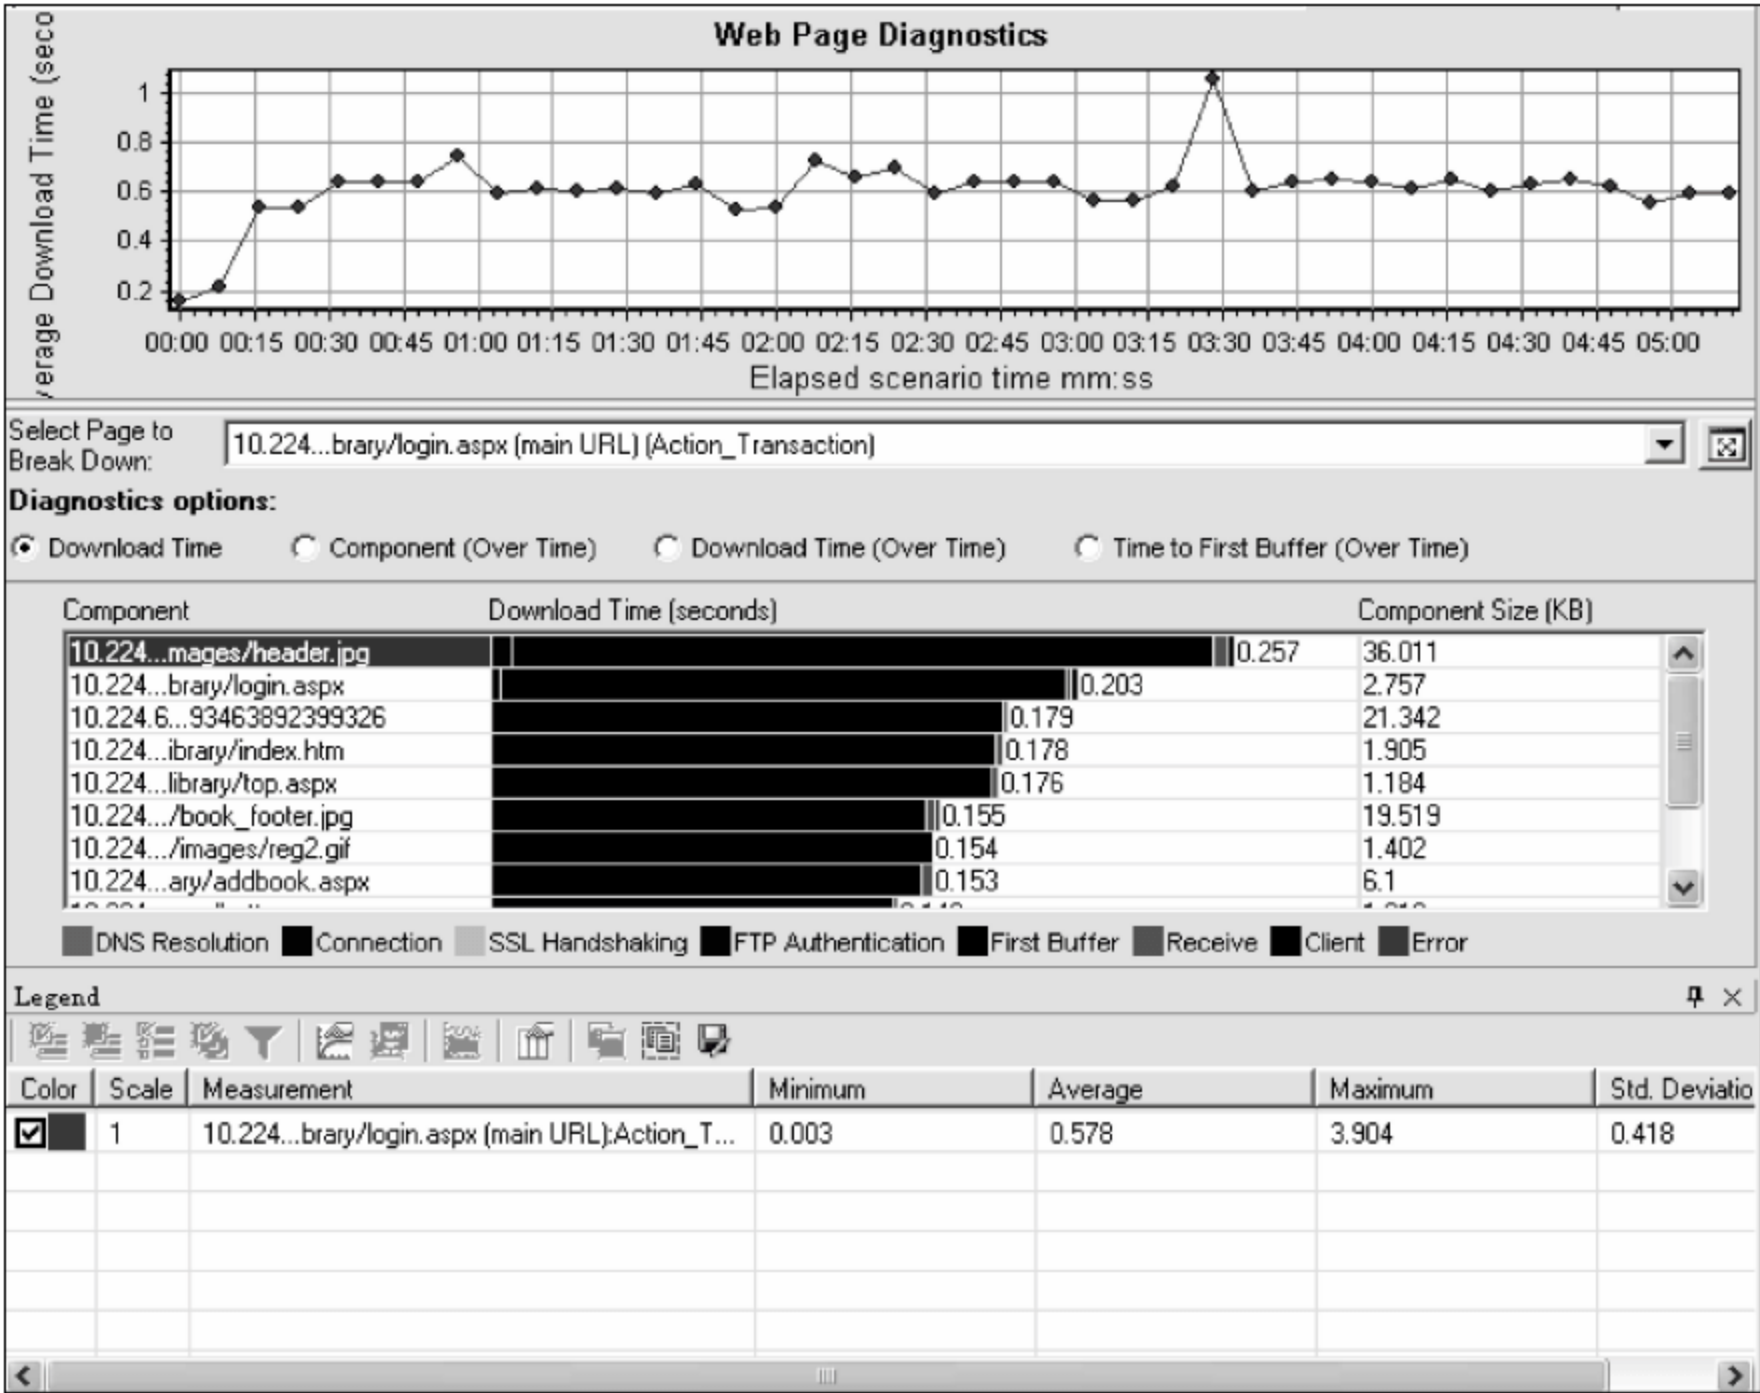 Web Page Diagnostics
verage Download Time (seco
1
0.8
0.6
0.4
0.2
00:00 00:15 00:30 00:45 01:00 01:15 01:30 01:45 02:00 02:15 02:30 02:45 03:00 03:15 03:30 03:45 04:00 04:15 04:30 04:45 05:00
Elapsed scenario time mm:ss
Select Page to
Break Down:
10.224...brary/login.aspx (main URL) (Action_Transaction)
Diagnostics options:
Download Time Component (Over Time) Download Time (Over Time) Time to First Buffer (Over Time)
Component Download Time (seconds) Component Size (KB)
10.224...mages/header.jpg 0.257 36.011
10.224...brary/login.aspx 0.203 2.757
10.224.6...93463892399326 0.179 21.342
10.224...ibrary/index.htm 0.178 1.905
10.224...library/top.aspx 0.176 1.184
10.224.../book_footer.jpg 0.155 19.519
10.224.../images/reg2.gif 0.154 1.402
10.224...ary/addbook.aspx 0.153 6.1
DNS Resolution Connection SSL Handshaking FTP Authentication First Buffer Receive Client Error
Legend
Color Scale Measurement Minimum Average Maximum Std. Deviatio
1 10.224...brary/login.aspx (main URL):Action_T... 0.003 0.578 3.904 0.418